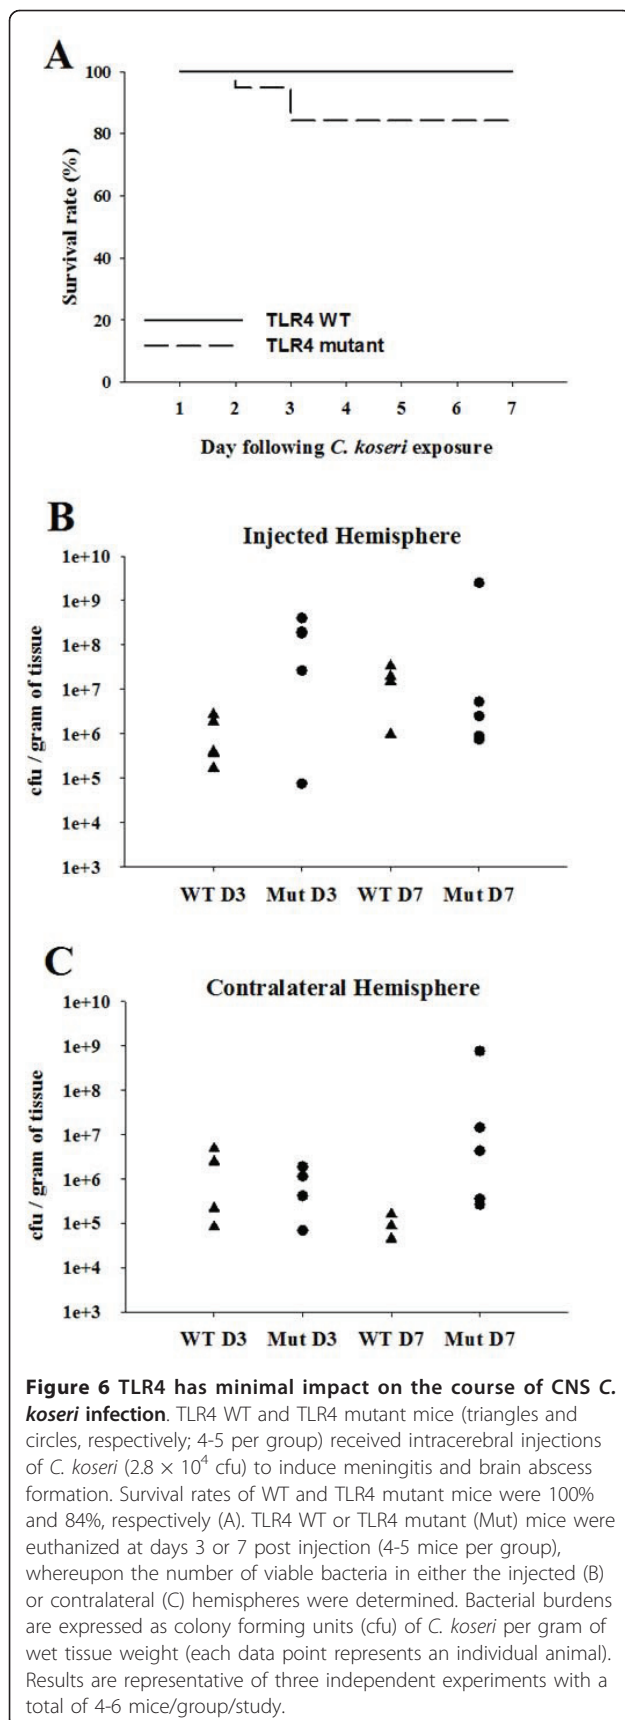 A
100
80
60
40
20
0
Survival rate (%)
TLR4 WT
TLR4 mutant
1 2 3 4 5 6 7
Day following C. koseri exposure
B
Injected Hemisphere
1e+10
1e+9
1e+8
1e+7
1e+6
1e+5
1e+4
1e+3
cfu / gram of tissue
WT D3 Mut D3 WT D7 Mut D7
C
Contralateral Hemisphere
1e+10
1e+9
1e+8
1e+7
1e+6
1e+5
1e+4
1e+3
cfu / gram of tissue
WT D3 Mut D3 WT D7 Mut D7
Figure 6 TLR4 has minimal impact on the course of CNS C.
koseri infection. TLR4 WT and TLR4 mutant mice (triangles and
circles, respectively; 4-5 per group) received intracerebral injections
of C. koseri (2.8 × 10⁴ cfu) to induce meningitis and brain abscess
formation. Survival rates of WT and TLR4 mutant mice were 100%
and 84%, respectively (A). TLR4 WT or TLR4 mutant (Mut) mice were
euthanized at days 3 or 7 post injection (4-5 mice per group),
whereupon the number of viable bacteria in either the injected (B)
or contralateral (C) hemispheres were determined. Bacterial burdens
are expressed as colony forming units (cfu) of C. koseri per gram of
wet tissue weight (each data point represents an individual animal).
Results are representative of three independent experiments with a
total of 4-6 mice/group/study.